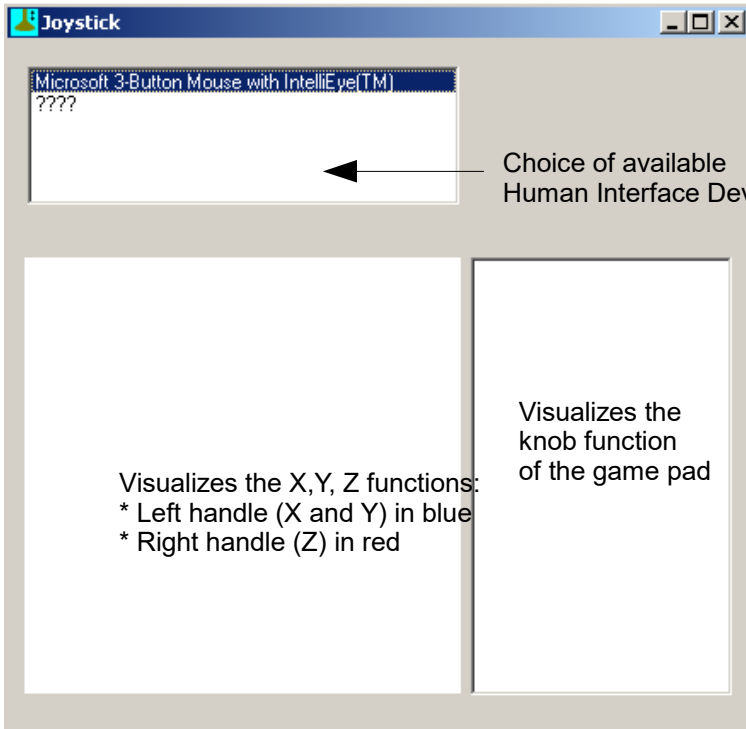 Joystick
Microsoft 3-Button Mouse with IntelliEye(TM)
????
Choice of available
Human Interface Dev
Visualizes the
knob function
of the game pad
Visualizes the X,Y, Z functions:
* Left handle (X and Y) in blue
* Right handle (Z) in red